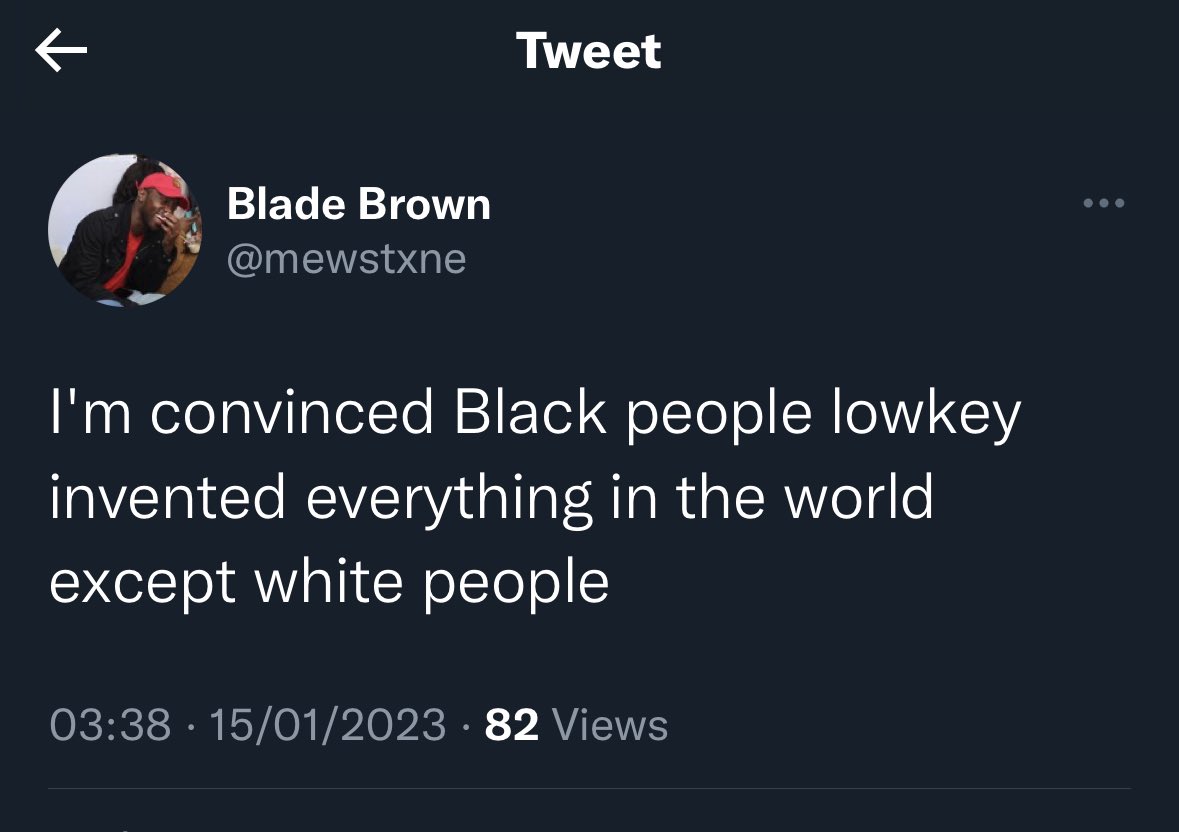 Tweet
Blade Brown
@mewstxne
I'm convinced Black people lowkey
invented everything in the world
except white people
03:38 · 15/01/2023 · 82 Views